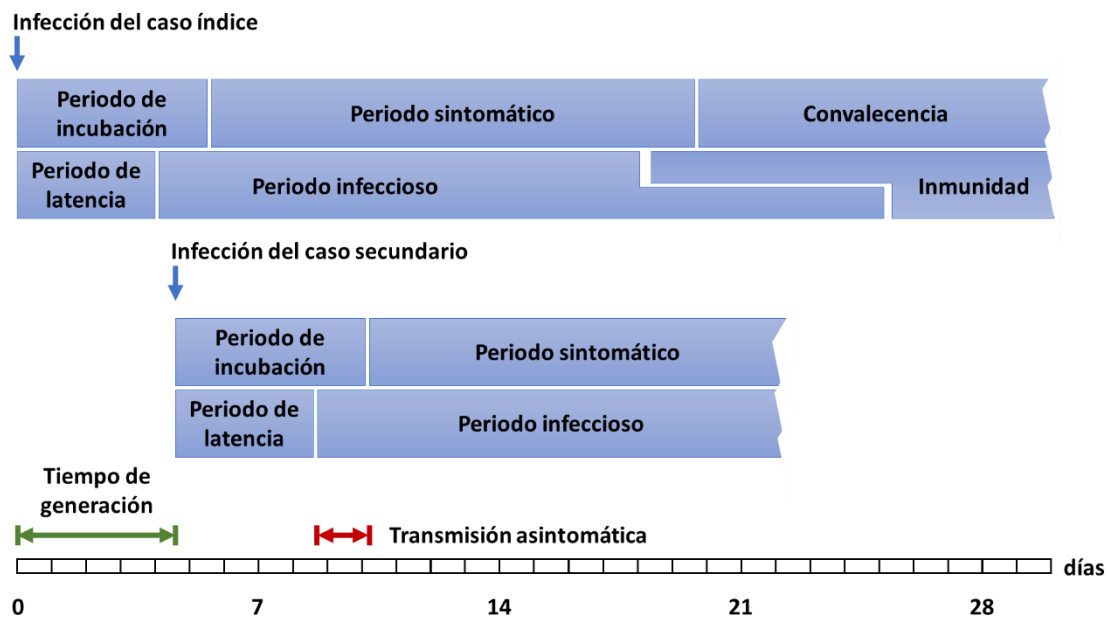 Infección del caso índice
Periodo de
incubación
Periodo sintomático
Convalecencia
Periodo de
latencia
Periodo infeccioso
Inmunidad
Infección del caso secundario
Periodo de
incubación
Periodo sintomático
Periodo de
latencia
Periodo infeccioso
Tiempo de
generación
Transmisión asintomática
días
0 7 14 21 28